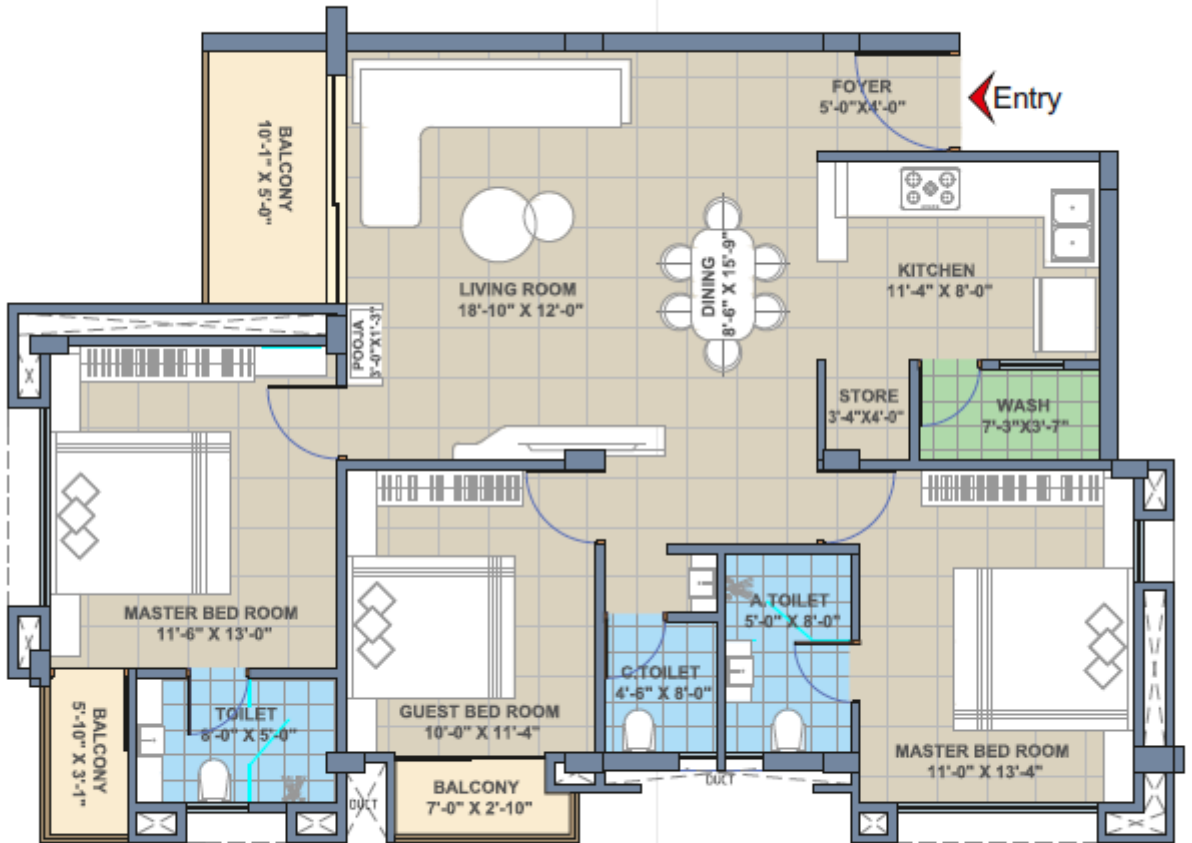 FOYER
5'-0"X4'-0"
Entry
BALCONY
10'-1" X 5'-0"
KITCHEN
11'-4" X 8'-0"
LIVING ROOM
18'-10" X 12'-0"
DINING
8'-6" X 15'-9"
POOJA
3'-0"X1'-3"
STORE
3'-4"X4'-0"
WASH
7'-3"X3'-7"
MASTER BED ROOM
11'-6" X 13'-0"
A.TOILET
5'-0" X 8'-0"
C.TOILET
4'-6" X 8'-0"
GUEST BED ROOM
10'-0" X 11'-4"
TOILET
8'-0" X 5'-0"
BALCONY
5'-10" X 3'-1"
MASTER BED ROOM
11'-0" X 13'-4"
BALCONY
7'-0" X 2'-10"
DUCT
DUCT